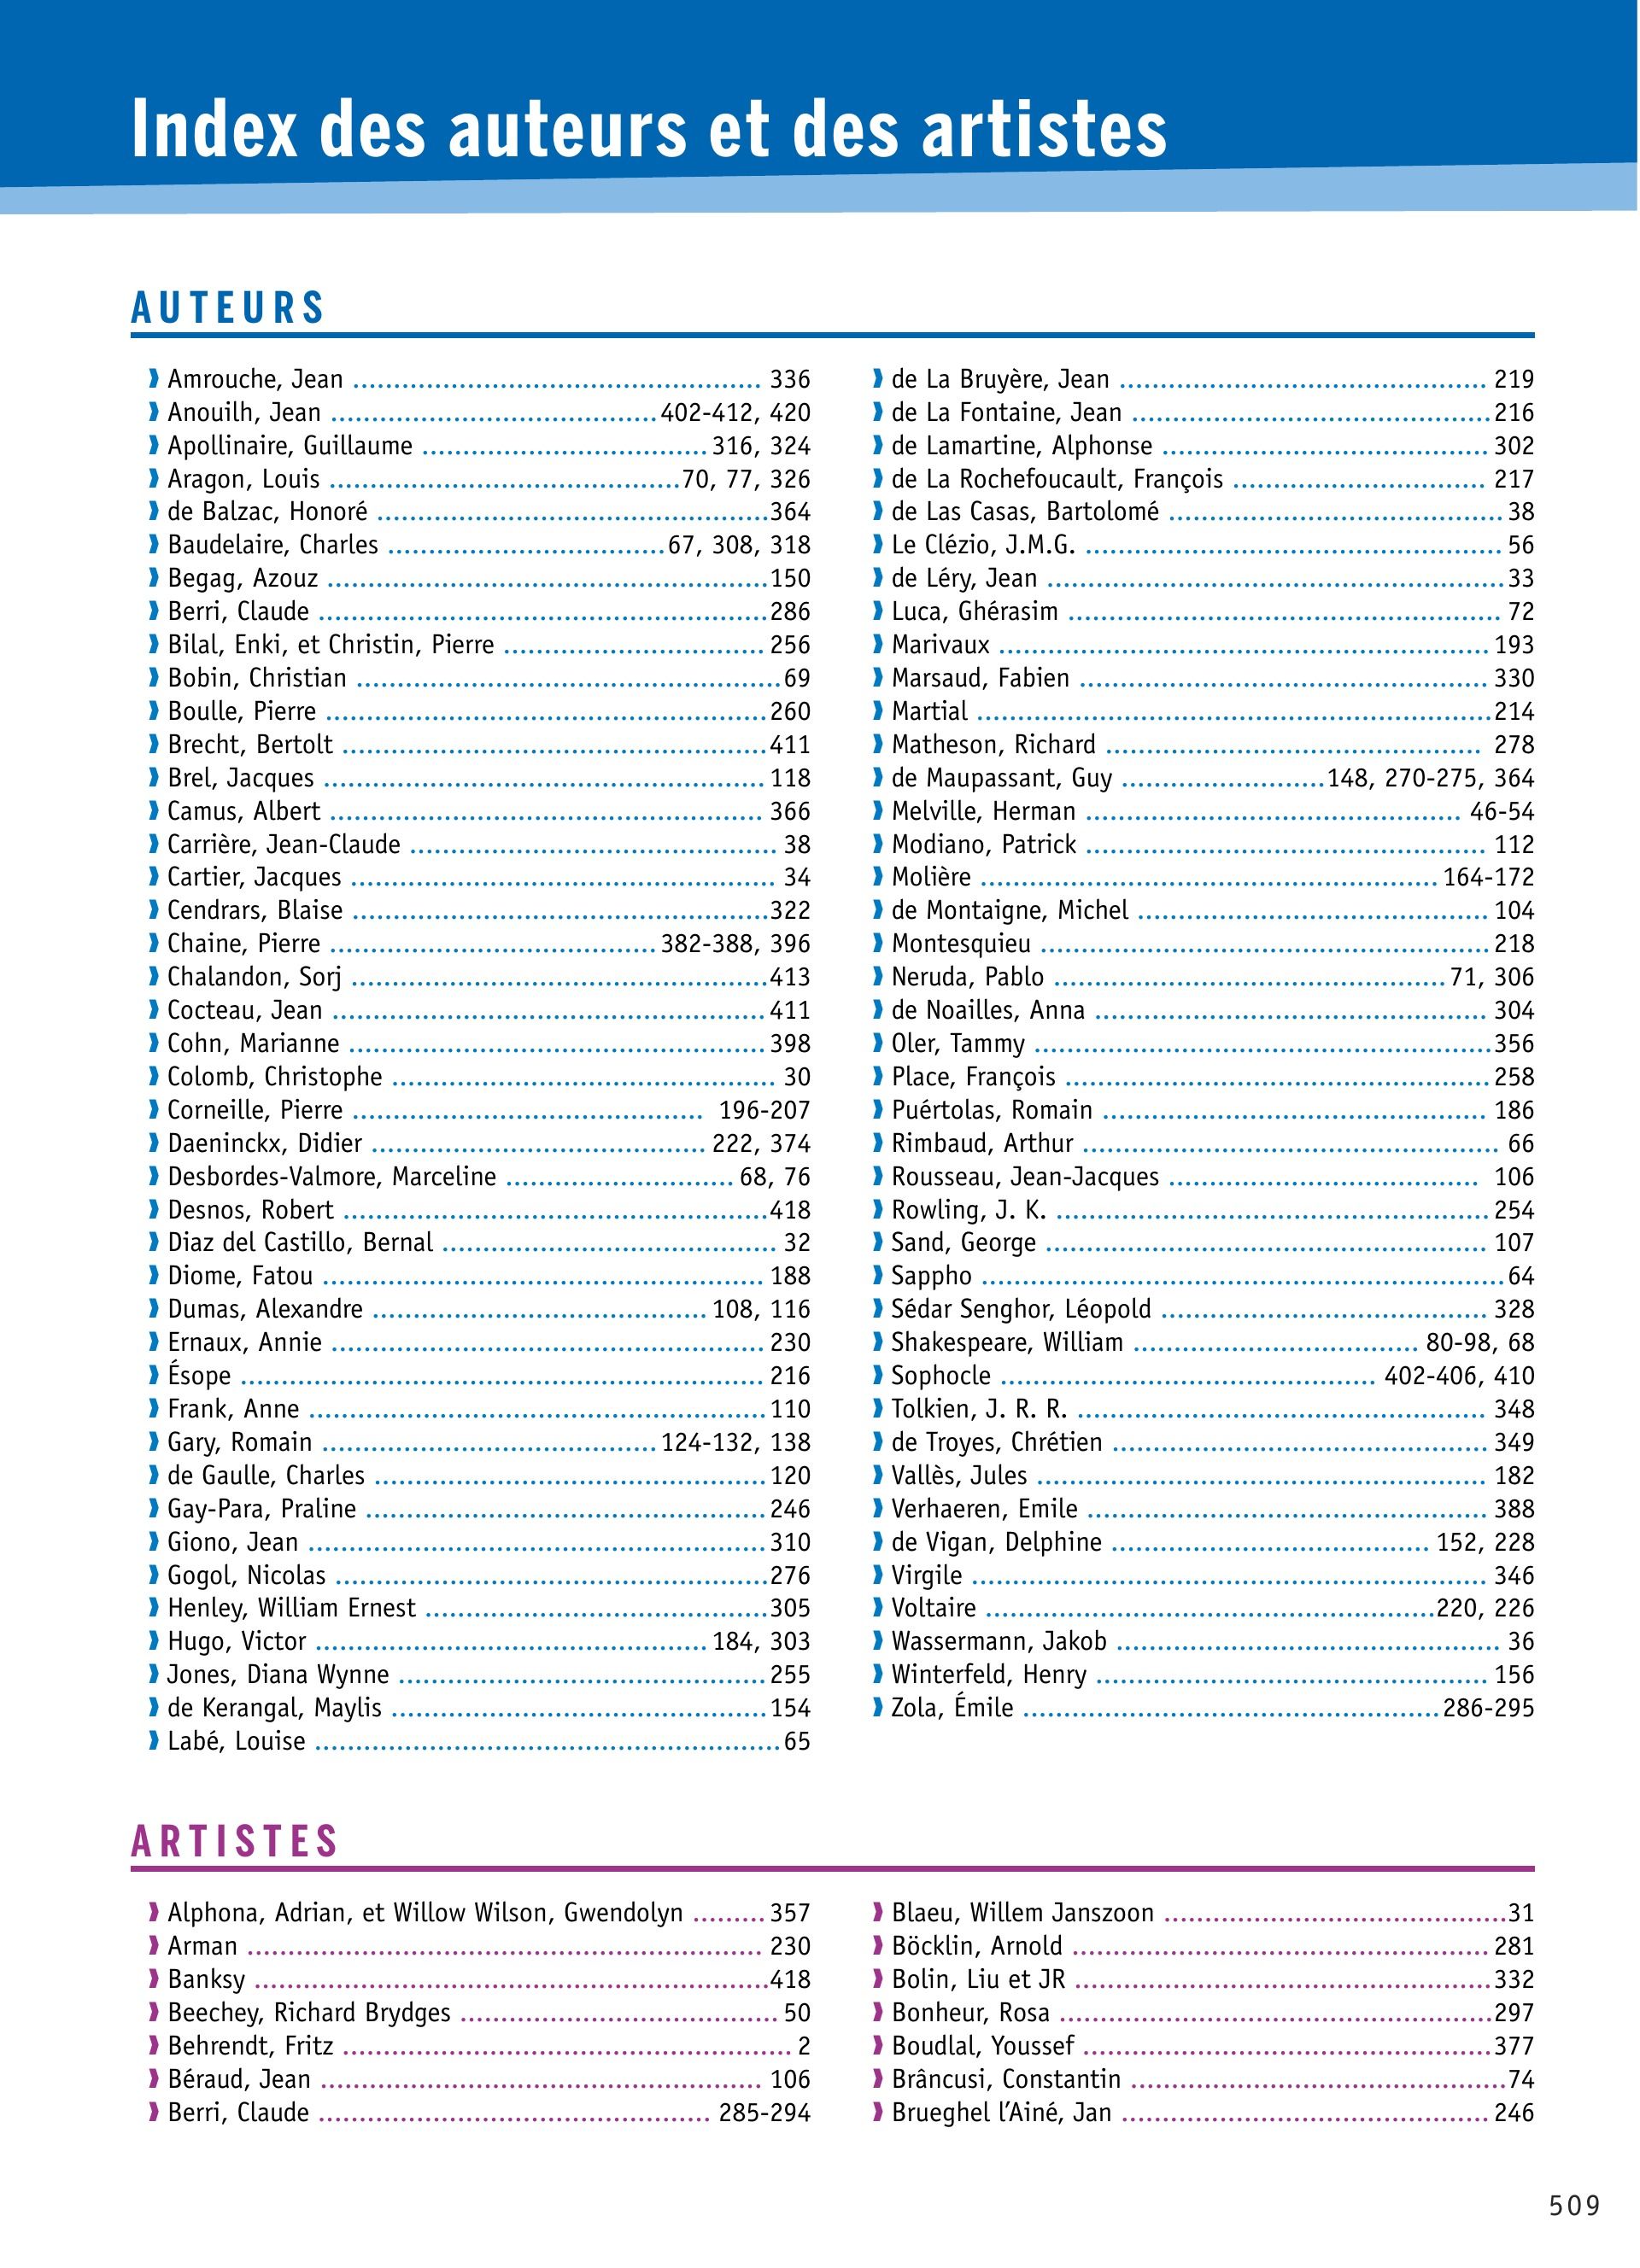 Index des auteurs et des artistes
AUTEURS
❱ Amrouche, Jean .................................................. 336
❱ Anouilh, Jean ........................................ 402-412, 420
❱ Apollinaire, Guillaume ................................... 316, 324
❱ Aragon, Louis ........................................... 70, 77, 326
❱ de Balzac, Honoré ................................................ 364
❱ Baudelaire, Charles .................................. 67, 308, 318
❱ Begag, Azouz ...................................................... 150
❱ Berri, Claude ....................................................... 286
❱ Bilal, Enki, et Christin, Pierre ................................ 256
❱ Bobin, Christian .................................................... 69
❱ Boulle, Pierre ...................................................... 260
❱ Brecht, Bertolt .................................................... 411
❱ Brel, Jacques ...................................................... 118
❱ Camus, Albert ..................................................... 366
❱ Carrière, Jean-Claude ............................................. 38
❱ Cartier, Jacques .................................................... 34
❱ Cendrars, Blaise ................................................... 322
❱ Chaine, Pierre ........................................ 382-388, 396
❱ Chalandon, Sorj ................................................... 413
❱ Cocteau, Jean ..................................................... 411
❱ Cohn, Marianne ................................................... 398
❱ Colomb, Christophe ............................................... 30
❱ Corneille, Pierre ........................................... 196-207
❱ Daeninckx, Didier ......................................... 222, 374
❱ Desbordes-Valmore, Marceline ............................ 68, 76
❱ Desnos, Robert .................................................... 418
❱ Diaz del Castillo, Bernal ......................................... 32
❱ Diome, Fatou ...................................................... 188
❱ Dumas, Alexandre ......................................... 108, 116
❱ Ernaux, Annie ..................................................... 230
❱ Ésope ................................................................ 216
❱ Frank, Anne ........................................................ 110
❱ Gary, Romain ......................................... 124-132, 138
❱ de Gaulle, Charles ................................................ 120
❱ Gay-Para, Praline ................................................. 246
❱ Giono, Jean ........................................................ 310
❱ Gogol, Nicolas ..................................................... 276
❱ Henley, William Ernest .......................................... 305
❱ Hugo, Victor ................................................ 184, 303
❱ Jones, Diana Wynne ............................................. 255
❱ de Kerangal, Maylis .............................................. 154
❱ Labé, Louise ......................................................... 65
❱ de La Bruyère, Jean ............................................. 219
❱ de La Fontaine, Jean ............................................ 216
❱ de Lamartine, Alphonse ........................................ 302
❱ de La Rochefoucault, François ............................... 217
❱ de Las Casas, Bartolomé ......................................... 38
❱ Le Clézio, J.M.G. ................................................... 56
❱ de Léry, Jean ........................................................ 33
❱ Luca, Ghérasim ..................................................... 72
❱ Marivaux ............................................................ 193
❱ Marsaud, Fabien .................................................. 330
❱ Martial ............................................................... 214
❱ Matheson, Richard .............................................. 278
❱ de Maupassant, Guy ......................... 148, 270-275, 364
❱ Melville, Herman .............................................. 46-54
❱ Modiano, Patrick ................................................. 112
❱ Molière ........................................................ 164-172
❱ de Montaigne, Michel ........................................... 104
❱ Montesquieu ....................................................... 218
❱ Neruda, Pablo ................................................ 71, 306
❱ de Noailles, Anna ................................................ 304
❱ Oler, Tammy ........................................................ 356
❱ Place, François .................................................... 258
❱ Puértolas, Romain ............................................... 186
❱ Rimbaud, Arthur ................................................... 66
❱ Rousseau, Jean-Jacques ...................................... 106
❱ Rowling, J. K. ..................................................... 254
❱ Sand, George ...................................................... 107
❱ Sappho ................................................................ 64
❱ Sédar Senghor, Léopold ........................................ 328
❱ Shakespeare, William ................................... 80-98, 68
❱ Sophocle .............................................. 402-406, 410
❱ Tolkien, J. R. R. .................................................. 348
❱ de Troyes, Chrétien .............................................. 349
❱ Vallès, Jules ....................................................... 182
❱ Verhaeren, Emile ................................................. 388
❱ de Vigan, Delphine ....................................... 152, 228
❱ Virgile ............................................................... 346
❱ Voltaire ....................................................... 220, 226
❱ Wassermann, Jakob ............................................... 36
❱ Winterfeld, Henry ................................................ 156
❱ Zola, Émile ................................................... 286-295
ARTISTES
❱ Alphona, Adrian, et Willow Wilson, Gwendolyn ......... 357
❱ Arman ............................................................... 230
❱ Banksy ............................................................... 418
❱ Beechey, Richard Brydges ....................................... 50
❱ Behrendt, Fritz ....................................................... 2
❱ Béraud, Jean ...................................................... 106
❱ Berri, Claude ................................................ 285-294
❱ Blaeu, Willem Janszoon .......................................... 31
❱ Böcklin, Arnold ................................................... 281
❱ Bolin, Liu et JR ................................................... 332
❱ Bonheur, Rosa ..................................................... 297
❱ Boudlal, Youssef .................................................. 377
❱ Brâncusi, Constantin .............................................. 74
❱ Brueghel l’Ainé, Jan ............................................. 246
509